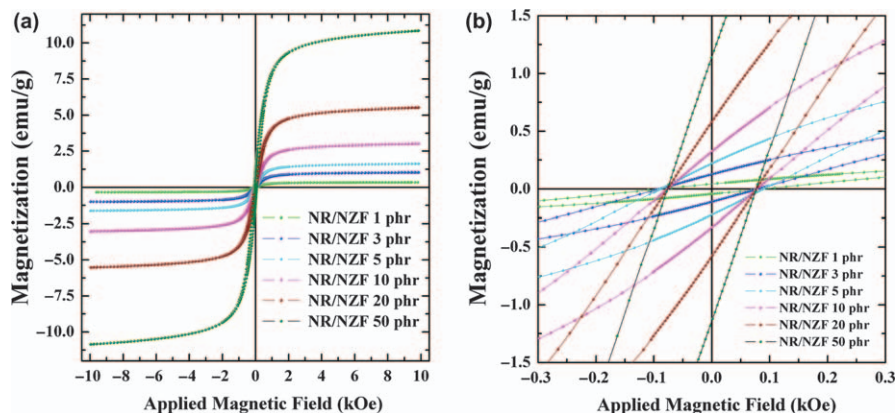 (a)
Magnetization (emu/g)
10.0
7.5
5.0
2.5
0.0
−2.5
−5.0
−7.5
−10.0
NR/NZF 1 phr
NR/NZF 3 phr
NR/NZF 5 phr
NR/NZF 10 phr
NR/NZF 20 phr
NR/NZF 50 phr
−10 −8 −6 −4 −2 0 2 4 6 8 10
Applied Magnetic Field (kOe)
(b)
Magnetization (emu/g)
1.5
1.0
0.5
0.0
−0.5
−1.0
−1.5
NR/NZF 1 phr
NR/NZF 3 phr
NR/NZF 5 phr
NR/NZF 10 phr
NR/NZF 20 phr
NR/NZF 50 phr
−0.3 −0.2 −0.1 0.0 0.1 0.2 0.3
Applied Magnetic Field (kOe)